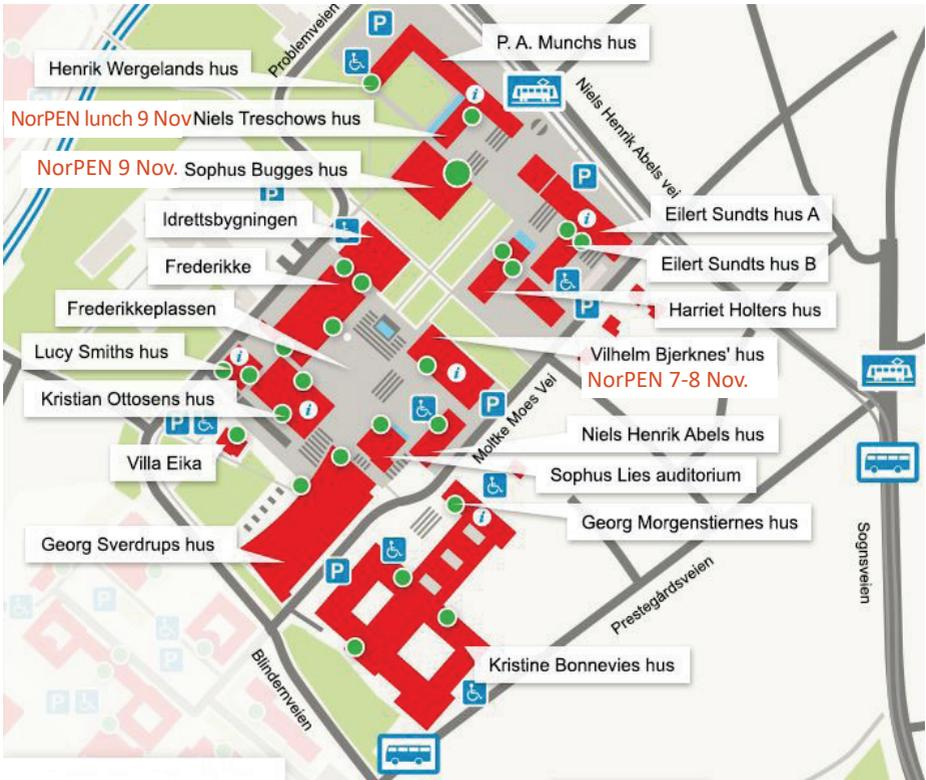 P
P. A. Munchs hus
Problemveien
Henrik Wergelands hus
i
NorPEN lunch 9 Nov Niels Treschows hus
Niels Henrik Abels vei
NorPEN 9 Nov. Sophus Bugges hus
P
P
Idrettsbygningen
i
Eilert Sundts hus A
Frederikke
Eilert Sundts hus B
Frederikkeplassen
P
Harriet Holters hus
Lucy Smiths hus
i
Vilhelm Bjerknes' hus
i
NorPEN 7-8 Nov.
Kristian Ottosens hus
i
P
P
Moltke Moes Vei
Niels Henrik Abels hus
Villa Eika
Sophus Lies auditorium
i
Georg Morgenstiernes hus
Georg Sverdrups hus
P
Sognsveien
P
Prestegårdsveien
P
Kristine Bonnevies hus
P
Blindernveien